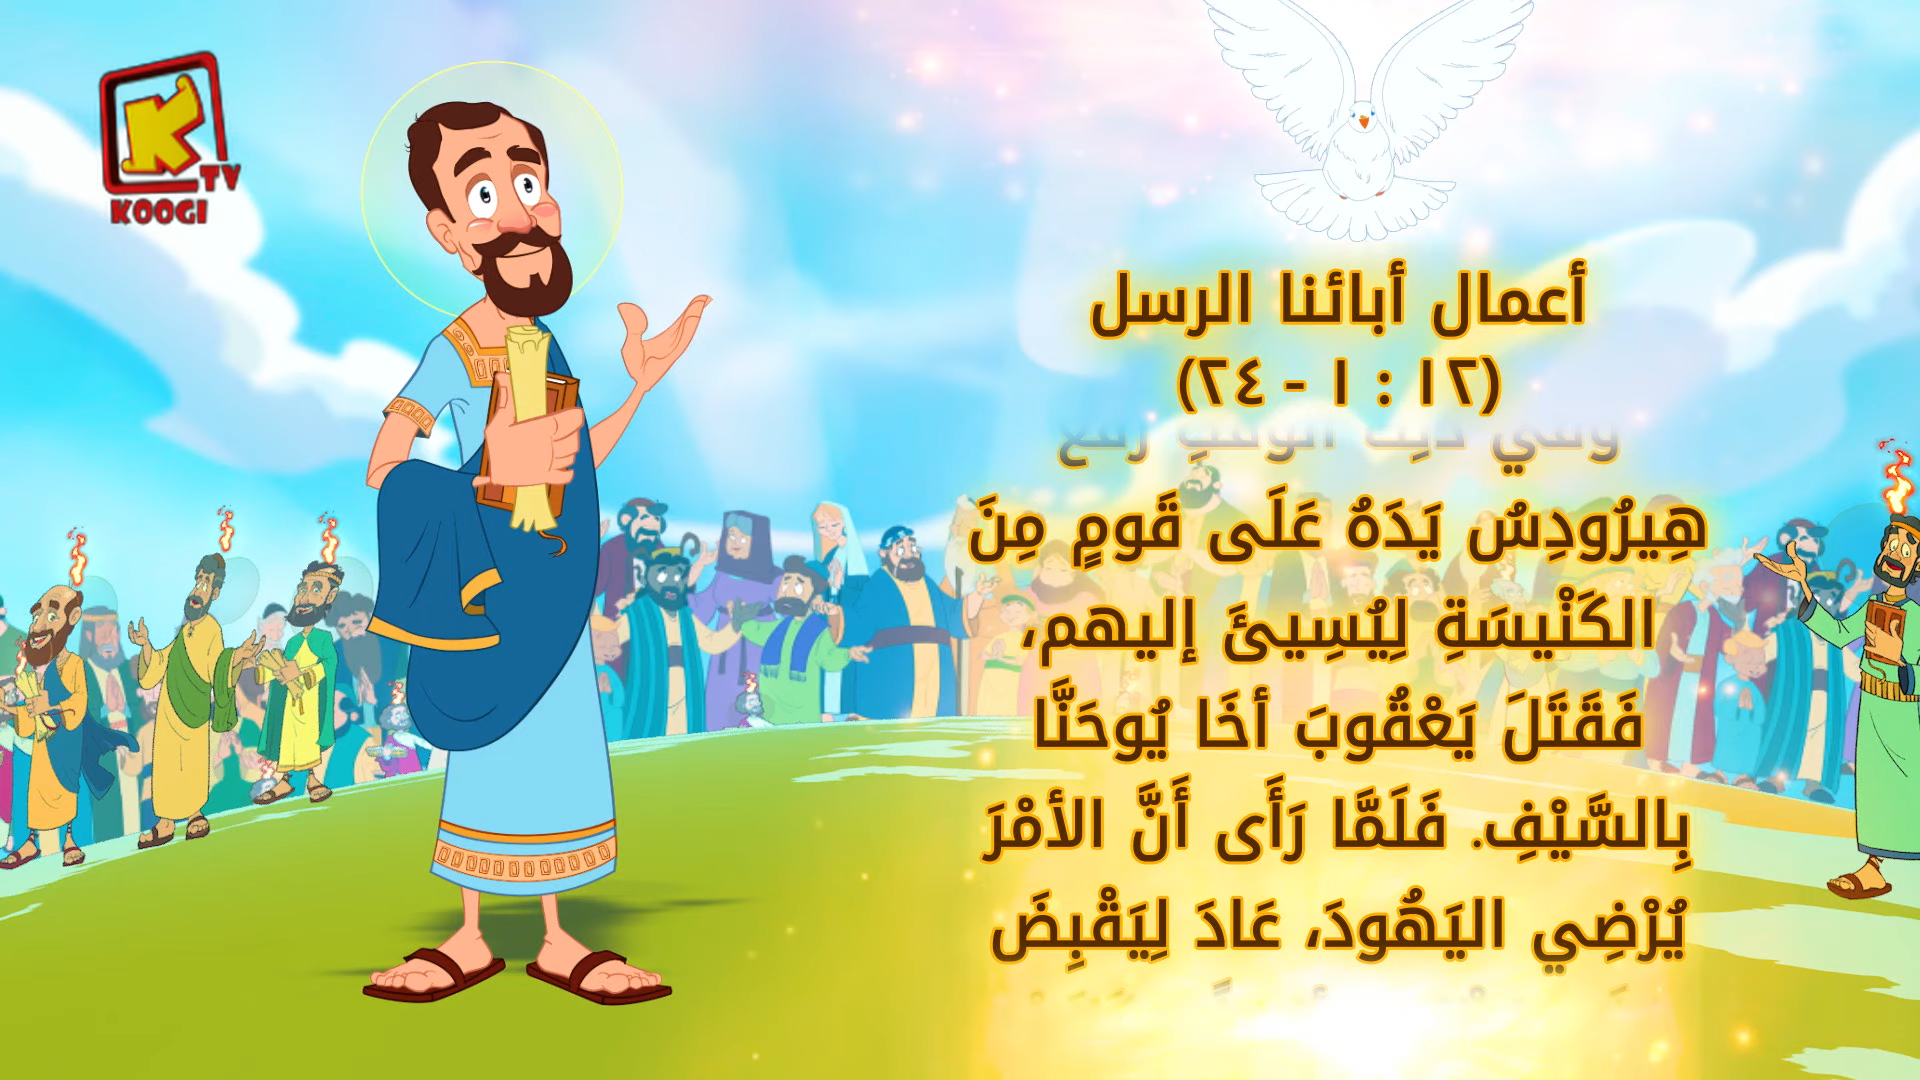 K
TV
KOOGI
أعمال أبائنا الرسل
(١٢ : ١ - ٢٤)
هِيرُودِسُ يَدَهُ عَلَى قَومٍ مِنَ
الكَنْيسَةِ لِيُسِيئَ إليهم،
فَقَتَلَ يَعْقُوبَ أخَا يُوحَنَّا
بِالسَّيْفِ. فَلَمَّا رَأَى أَنَّ الأمْرَ
يُرْضِي اليَهُودَ، عَادَ لِيَقْبِضَ